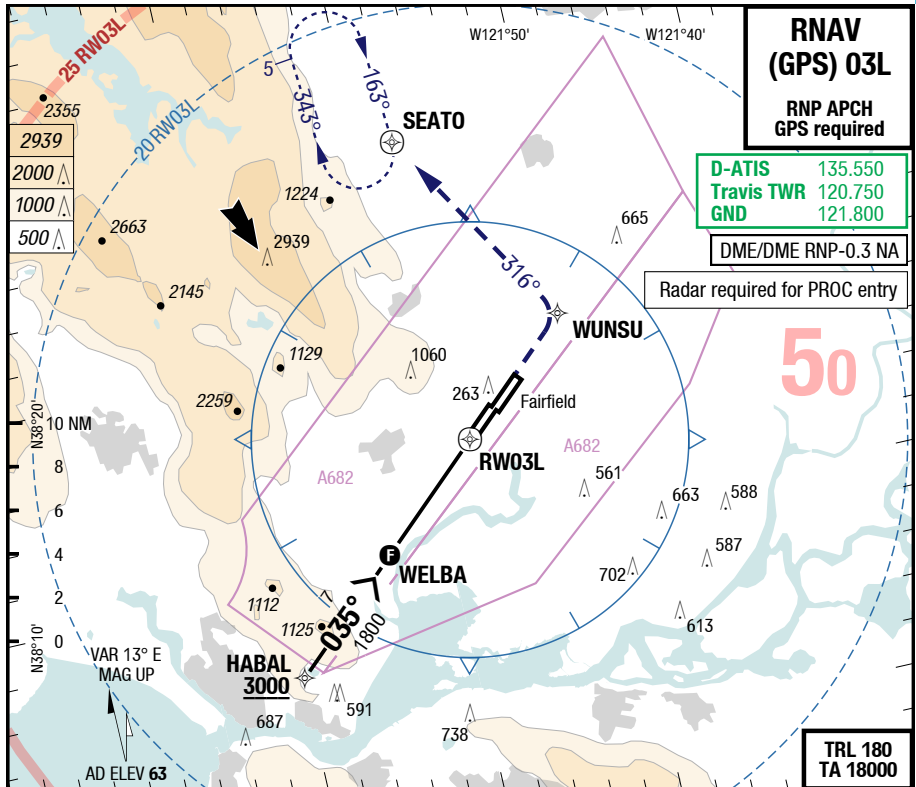 25 RW03L
20 RW03L
2355
2939
2000
1000
500
5
343°
163°
SEATO
W121°50'
W121°40'
RNAV
(GPS) 03L
RNP APCH
GPS required
D-ATIS 135.550
Travis TWR 120.750
GND 121.800
DME/DME RNP-0.3 NA
Radar required for PROC entry
1224
2663
2939
665
316°
2145
WUNSU
50
1129
1060
2259
263
Fairfield
N38°20'
10 NM
RW03L
A682
A682
8
561
663
588
6
4
WELBA
F
587
702
2
1112
7
613
1125
035°
1800
0
N38°10'
HABAL
3000
VAR 13° E
MAG UP
591
687
738
AD ELEV 63
TRL 180
TA 18000